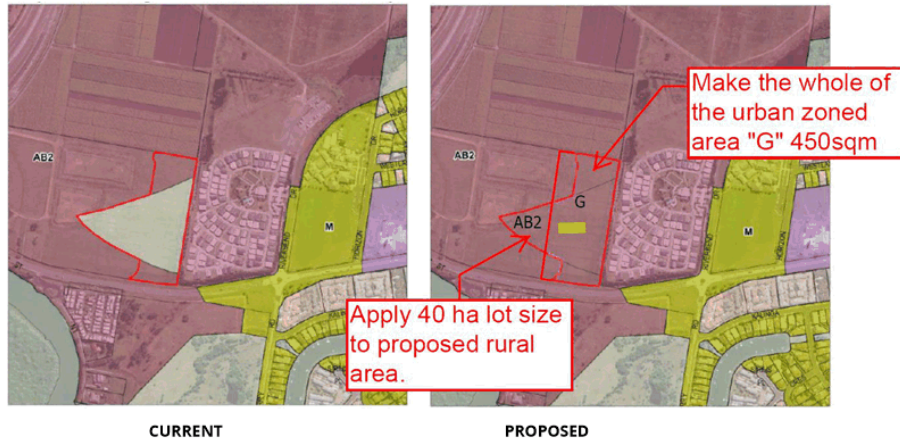 AB2
M
Make the whole of
the urban zoned
area "G" 450sqm
AB2
G
AB2
M
Apply 40 ha lot size
to proposed rural
area.
CURRENT
PROPOSED